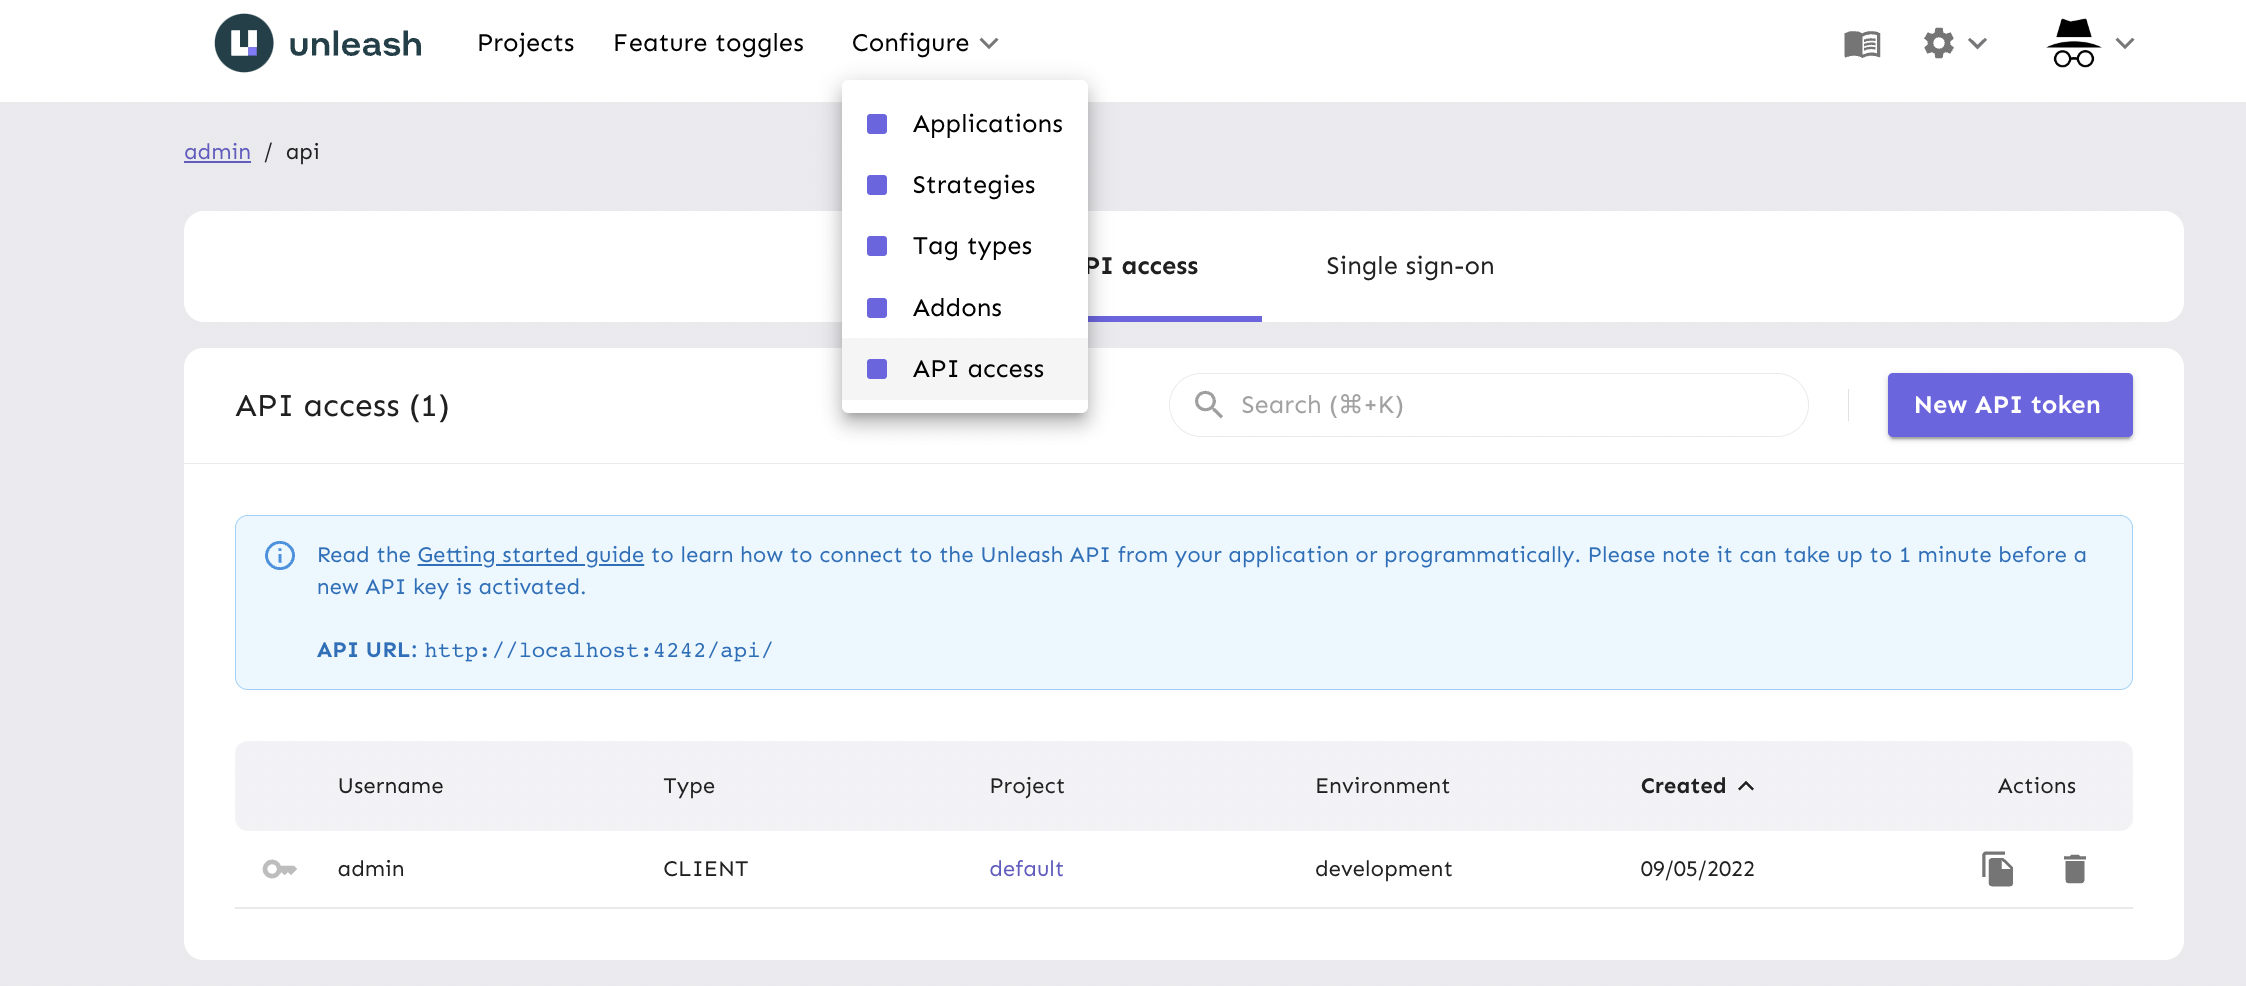 unleash
Projects
Feature toggles
Configure
Applications
Strategies
Tag types
Addons
API access
admin / api
PI access
Single sign-on
API access (1)
Search (⌘+K)
New API token
Read the Getting started guide to learn how to connect to the Unleash API from your application or programmatically. Please note it can take up to 1 minute before a
new API key is activated.
API URL: http://localhost:4242/api/
Username Type Project Environment Created Actions
admin CLIENT default development 09/05/2022